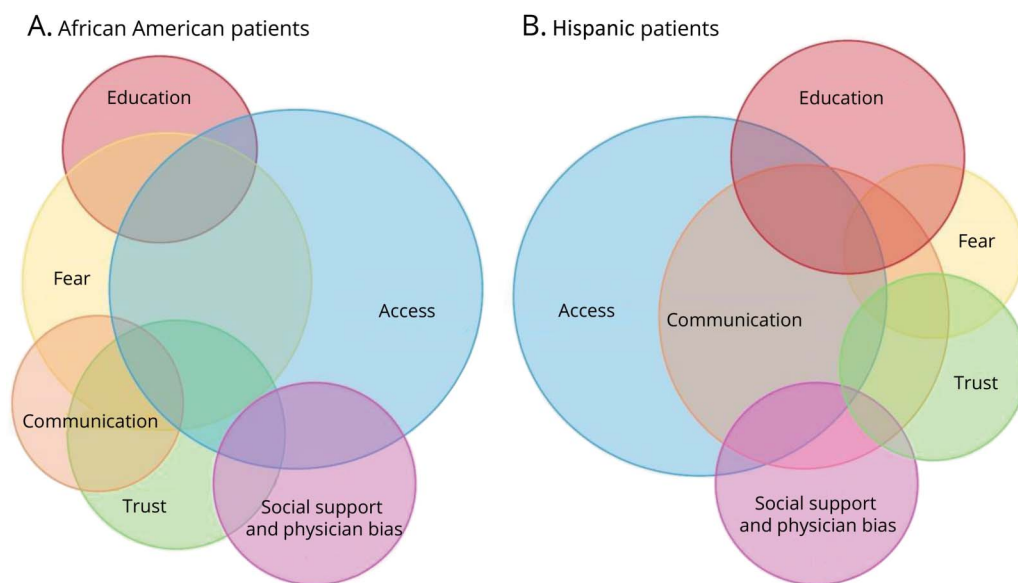 A. African American patients
Education
Fear
Access
Communication
Trust
Social support
and physician bias
B. Hispanic patients
Education
Fear
Access
Communication
Trust
Social support
and physician bias